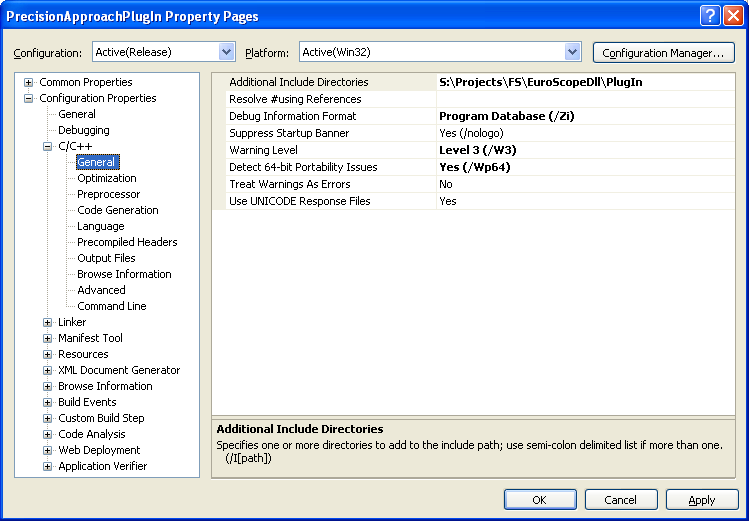 PrecisionApproachPlugIn Property Pages
Configuration: Active(Release) Platform: Active(Win32) Configuration Manager...
Common Properties
Configuration Properties
General
Debugging
C/C++
General
Optimization
Preprocessor
Code Generation
Language
Precompiled Headers
Output Files
Browse Information
Advanced
Command Line
Linker
Manifest Tool
Resources
XML Document Generator
Browse Information
Build Events
Custom Build Step
Code Analysis
Web Deployment
Application Verifier
Additional Include Directories S:\Projects\FS\EuroScopeDll\PlugIn
Resolve #using References
Debug Information Format Program Database (/Zi)
Suppress Startup Banner Yes (/nologo)
Warning Level Level 3 (/W3)
Detect 64-bit Portability Issues Yes (/Wp64)
Treat Warnings As Errors No
Use UNICODE Response Files Yes
Additional Include Directories
Specifies one or more directories to add to the include path; use semi-colon delimited list if more than one.
(/I[path])
OK Cancel Apply